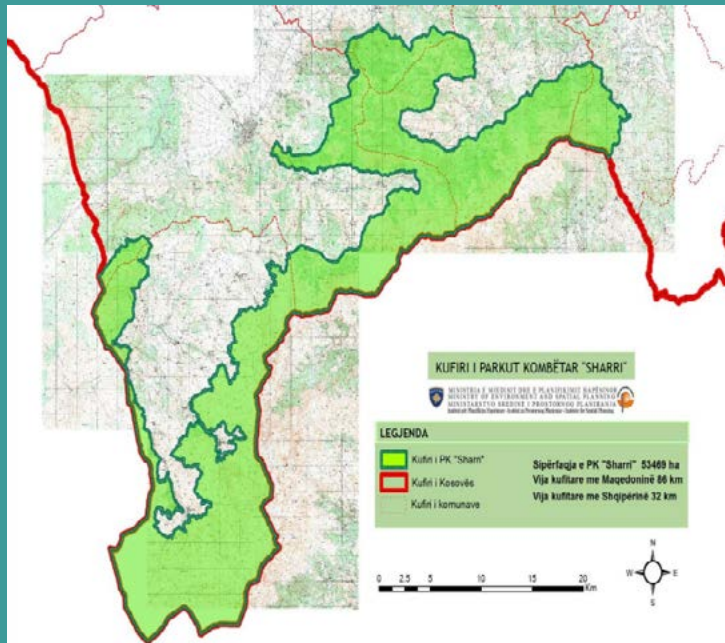 KUFIRI I PARKUT KOMBËTAR "SHARRI"
MINISTRIA E MJEDISIT DHE E PLANIFIKIMIT HAPËSINOR
MINISTRY OF ENVIRONMENT AND SPATIAL PLANNING
MINISTARSTVO SREDINE I PROSTORNOG PLANIRANJA
LEGJENDA
Kufiri i PK "Sharri"
Kufiri i Kosovës
Kufiri i komunave
Sipërfaqja e PK "Sharri" 53469 ha
Vija kufitare me Maqedoninë 86 km
Vija kufitare me Shqipërinë 32 km
N
W E
S
0 2.5 5 10 15 20
Km